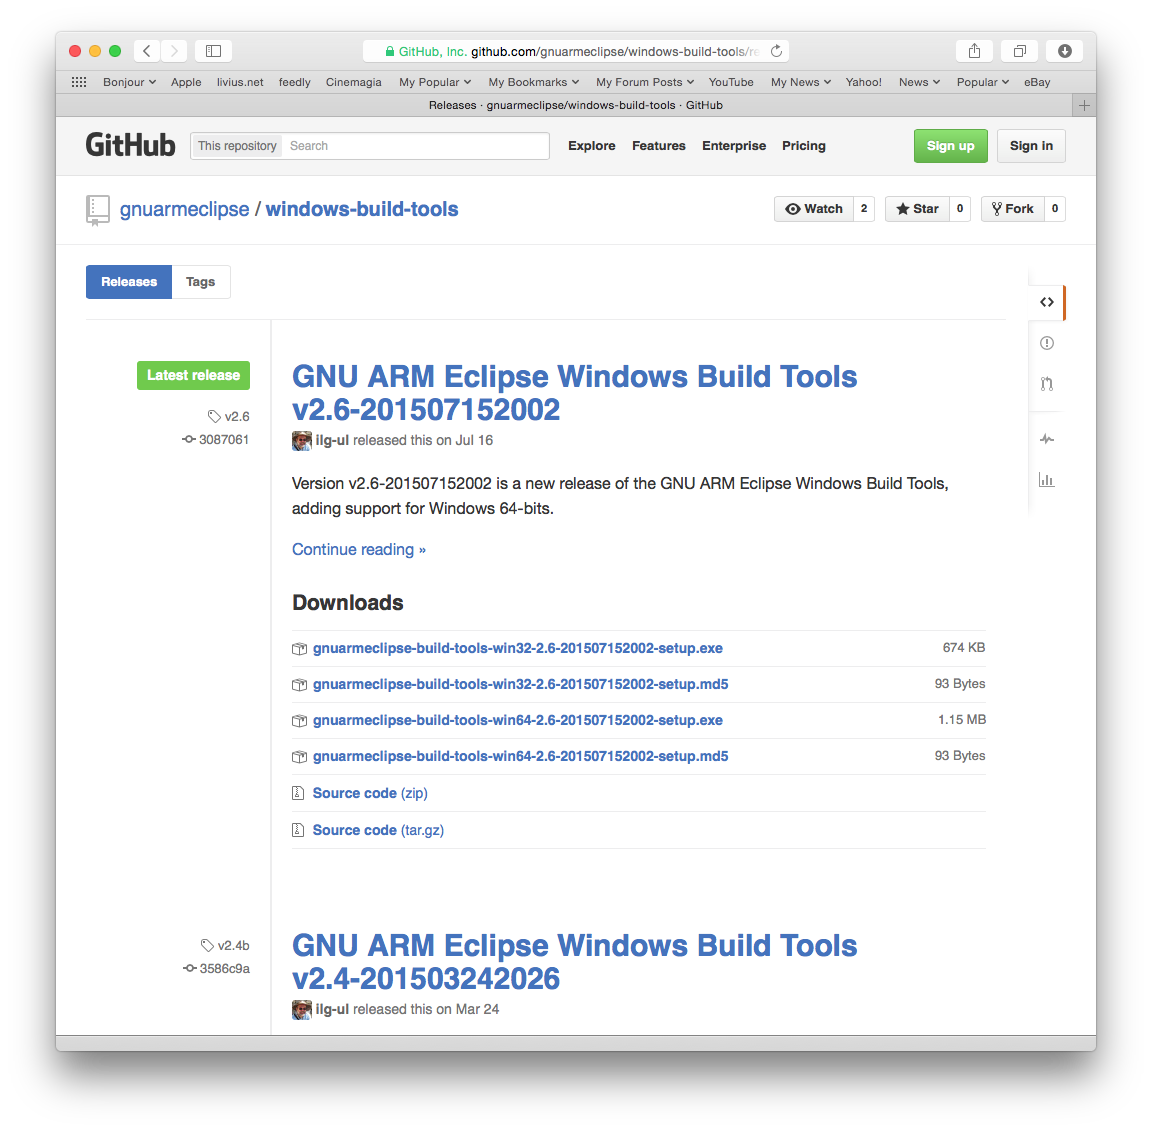 GitHub, Inc. github.com/gnuarmeclipse/windows-build-tools/re
Bonjour Apple livius.net feedly Cinemagia My Popular My Bookmarks My Forum Posts YouTube My News Yahoo! News Popular eBay
Releases · gnuarmeclipse/windows-build-tools · GitHub
GitHub This repository Search Explore Features Enterprise Pricing Sign up Sign in
gnuarmeclipse / windows-build-tools Watch 2 Star 0 Fork 0
Releases Tags
Latest release
v2.6
3087061
GNU ARM Eclipse Windows Build Tools
v2.6-201507152002
ilg-ul released this on Jul 16
Version v2.6-201507152002 is a new release of the GNU ARM Eclipse Windows Build Tools,
adding support for Windows 64-bits.
Continue reading »
Downloads
gnuarmeclipse-build-tools-win32-2.6-201507152002-setup.exe 674 KB
gnuarmeclipse-build-tools-win32-2.6-201507152002-setup.md5 93 Bytes
gnuarmeclipse-build-tools-win64-2.6-201507152002-setup.exe 1.15 MB
gnuarmeclipse-build-tools-win64-2.6-201507152002-setup.md5 93 Bytes
Source code (zip)
Source code (tar.gz)
v2.4b
3586c9a
GNU ARM Eclipse Windows Build Tools
v2.4-201503242026
ilg-ul released this on Mar 24